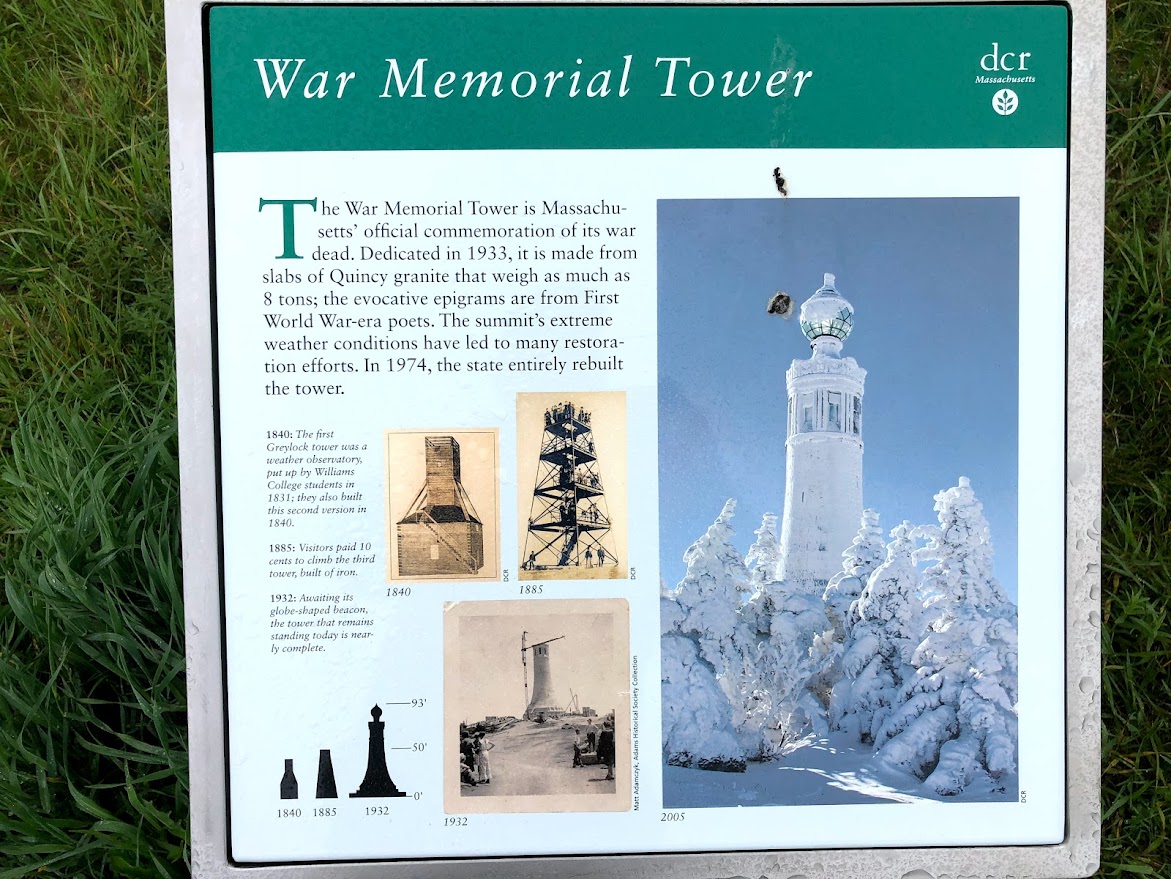 War Memorial Tower
dcr
Massachusetts
The War Memorial Tower is Massachu-
setts' official commemoration of its war
dead. Dedicated in 1933, it is made from
slabs of Quincy granite that weigh as much as
8 tons; the evocative epigrams are from First
World War-era poets. The summit's extreme
weather conditions have led to many restora-
tion efforts. In 1974, the state entirely rebuilt
the tower.
1840: The first
Greylock tower was a
weather observatory,
put up by Williams
College students in
1831; they also built
this second version in
1840.
1885: Visitors paid 10
cents to climb the third
tower, built of iron.
1932: Awaiting its
globe-shaped beacon,
the tower that remains
standing today is near-
ly complete.
DCR
1840
DCR
1885
93'
50'
0'
1840
1885
1932
Matt Adamczyk, Adams Historical Society Collection
1932
DCR
2005